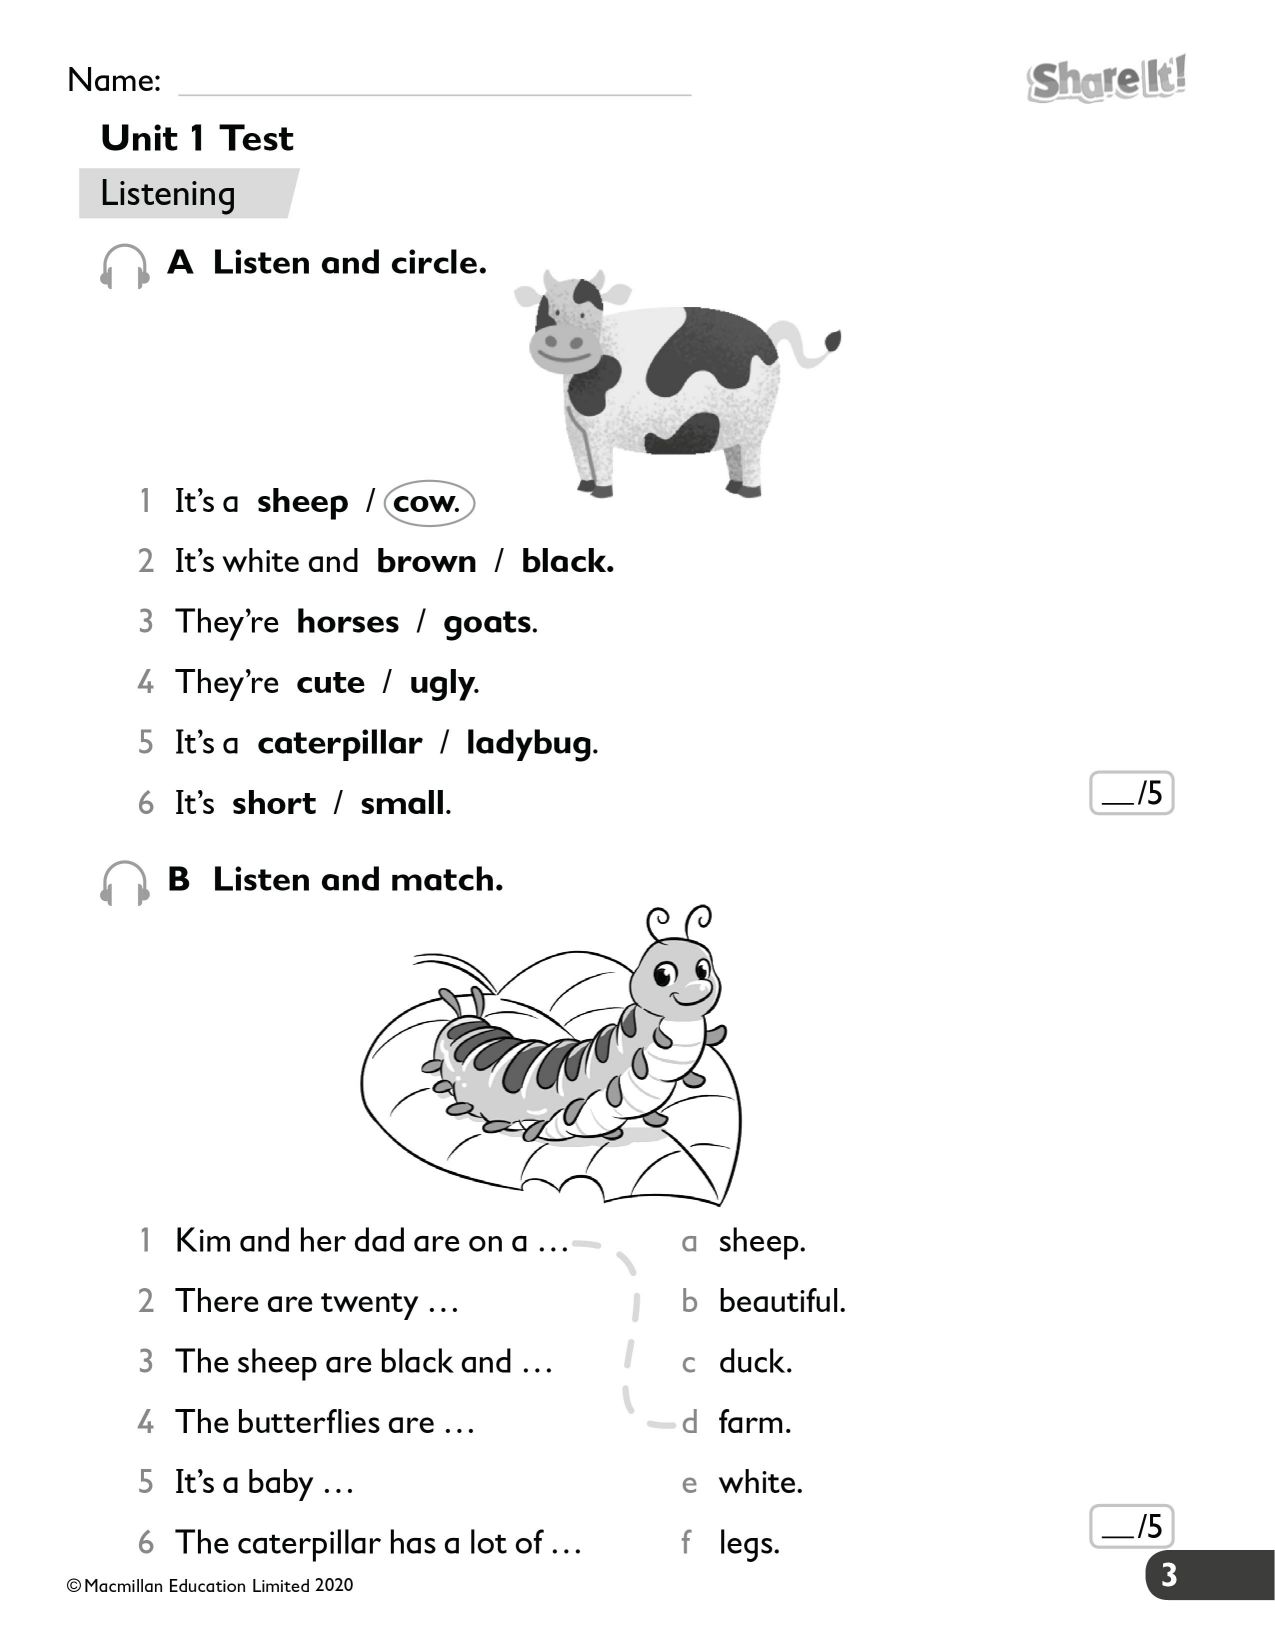 Name:
Share It!
Unit 1 Test
Listening
A Listen and circle.
1 It’s a sheep / cow.
2 It’s white and brown / black.
3 They’re horses / goats.
4 They’re cute / ugly.
5 It’s a caterpillar / ladybug.
6 It’s short / small.
__/5
B Listen and match.
1 Kim and her dad are on a … a sheep.
2 There are twenty … b beautiful.
3 The sheep are black and … c duck.
4 The butterflies are … d farm.
5 It’s a baby … e white.
6 The caterpillar has a lot of … f legs.
__/5
© Macmillan Education Limited 2020
3